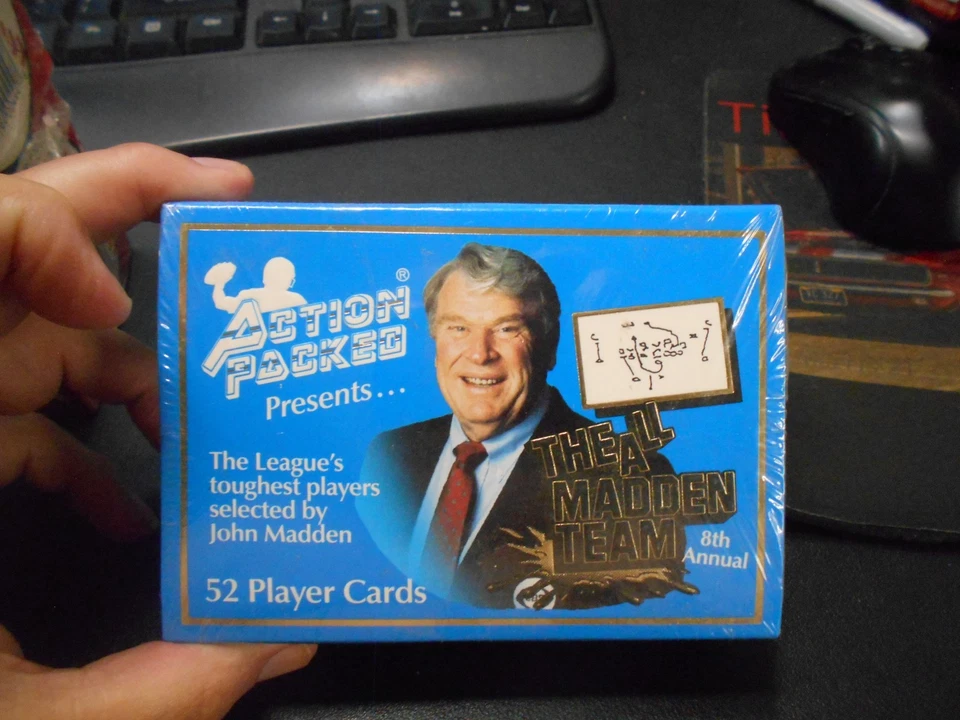 ACTION PACKED®
Presents...
The League's
toughest players
selected by
John Madden
52 Player Cards
THE ALL
MADDEN
TEAM
8th
Annual